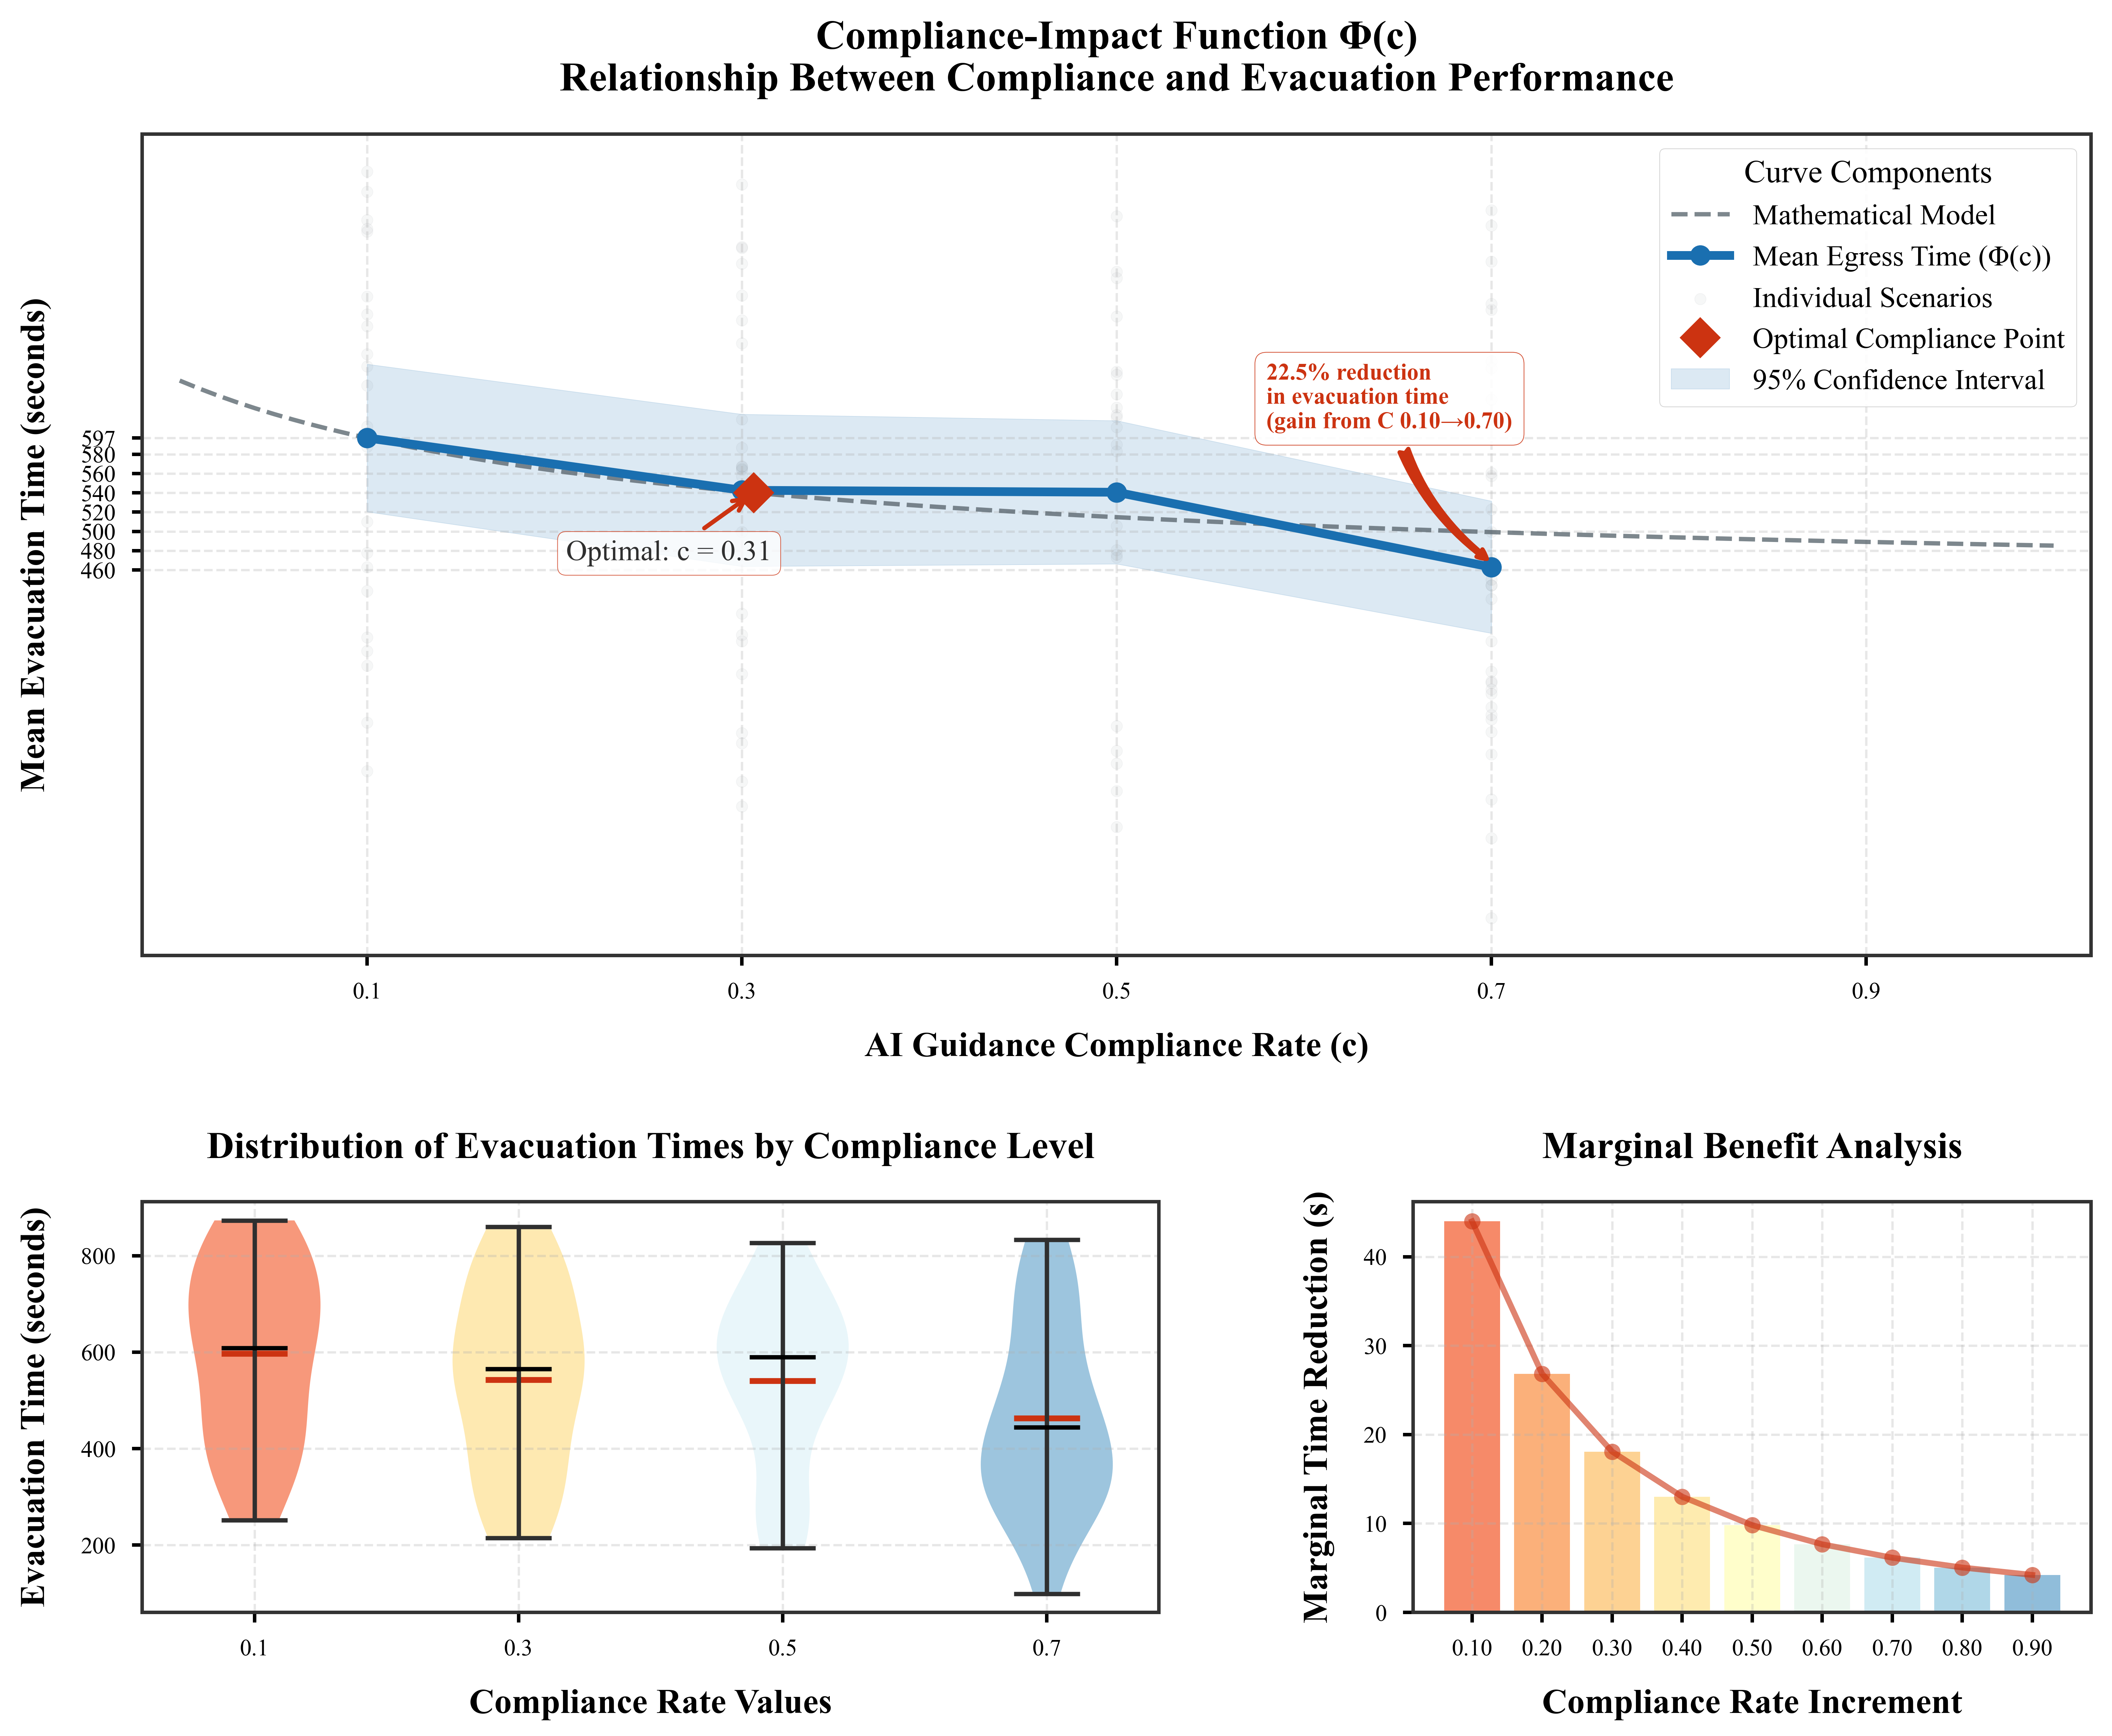 Compliance-Impact Function Φ(c)
Relationship Between Compliance and Evacuation Performance
Mean Evacuation Time (seconds)
597
580
560
540
520
500
480
460
Curve Components
Mathematical Model
Mean Egress Time (Φ(c))
Individual Scenarios
Optimal Compliance Point
95% Confidence Interval
22.5% reduction
in evacuation time
(gain from C 0.10→0.70)
Optimal: c = 0.31
0.1 0.3 0.5 0.7 0.9
AI Guidance Compliance Rate (c)
Distribution of Evacuation Times by Compliance Level
Evacuation Time (seconds)
800
600
400
200
0.1 0.3 0.5 0.7
Compliance Rate Values
Marginal Benefit Analysis
Marginal Time Reduction (s)
40
30
20
10
0
0.10 0.20 0.30 0.40 0.50 0.60 0.70 0.80 0.90
Compliance Rate Increment